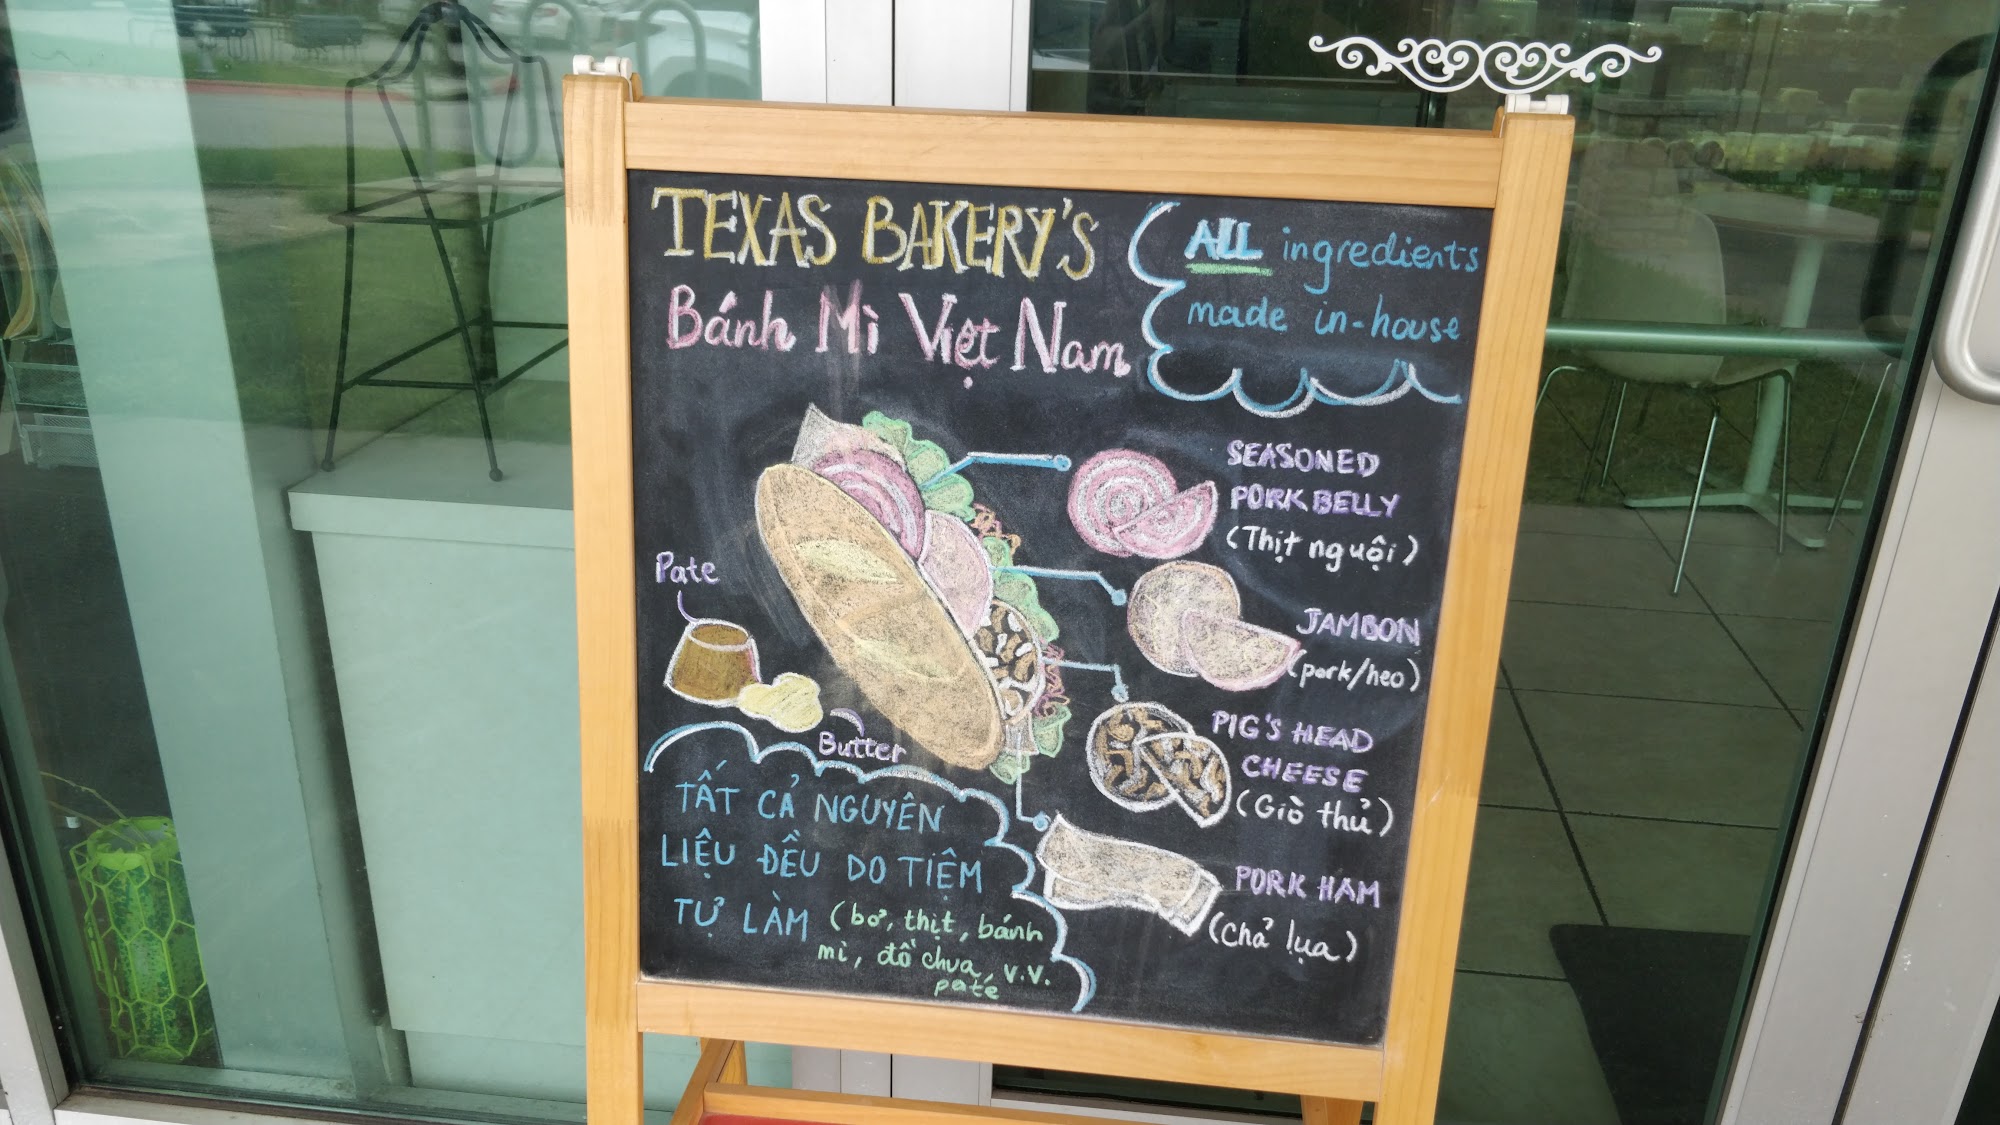 TEXAS BAKERY'S
Bánh Mì Việt Nam
ALL ingredients
made in-house
SEASONED
PORK BELLY
(Thịt nguội)
JAMBON
(pork/heo)
PIG'S HEAD
CHEESE
(Giò thủ)
PORK HAM
(chả lụa)
Pate
Butter
TẤT CẢ NGUYÊN
LIỆU ĐỀU DO TIỆM
TỰ LÀM (bơ, thịt, bánh
mì, đồ chua, v.v.
paté